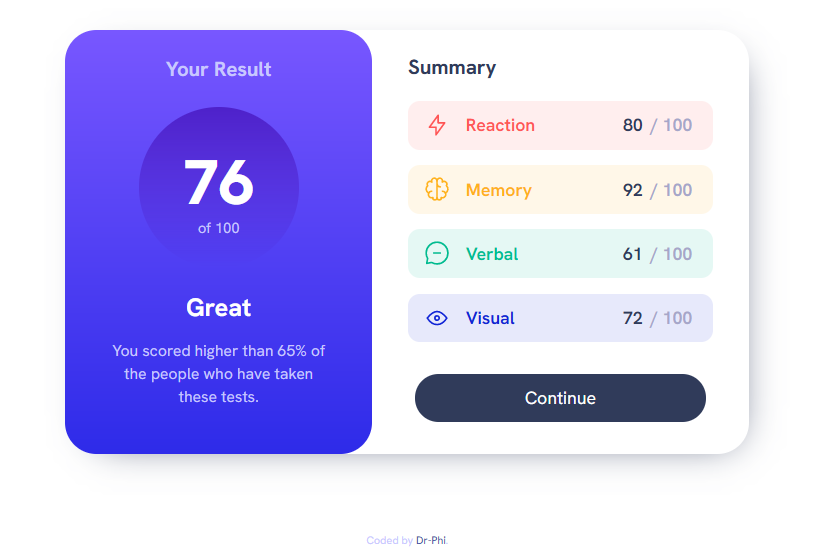 Your Result
76
of 100
Great
You scored higher than 65% of
the people who have taken
these tests.
Summary
Reaction 80 / 100
Memory 92 / 100
Verbal 61 / 100
Visual 72 / 100
Continue
Coded by Dr-Phi.